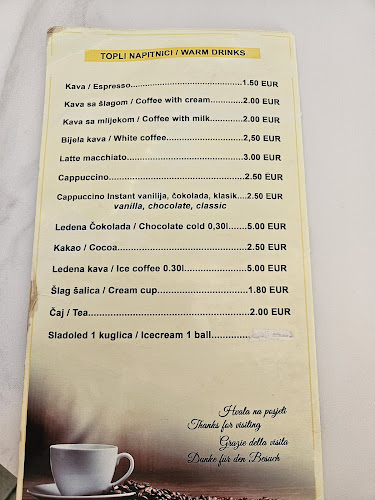 TOPLI NAPITNICI / WARM DRINKS
Kava / Espresso............................................1.50 EUR
Kava sa šlagom / Coffee with cream...........2.00 EUR
Kava sa mlijekom / Coffee with milk...........2.00 EUR
Bijela kava / White coffee..........................2,50 EUR
Latte macchiato.......................................3.00 EUR
Cappuccino.............................................2.50 EUR
Cappuccino Instant vanilija, čokolada, klasik....2.50 EUR
vanilla, chocolate, classic
Ledena Čokolada / Chocolate cold 0,30l......5.00 EUR
Kakao / Cocoa..........................................2.50 EUR
Ledena kava / Ice coffee 0.30l...................5.00 EUR
Šlag šalica / Cream cup.............................1.80 EUR
Čaj / Tea...................................................2.00 EUR
Sladoled 1 kuglica / Icecream 1 ball.............
Hvala na posjeti
Thanks for visiting
Grazie della visita
Danke für den Besuch